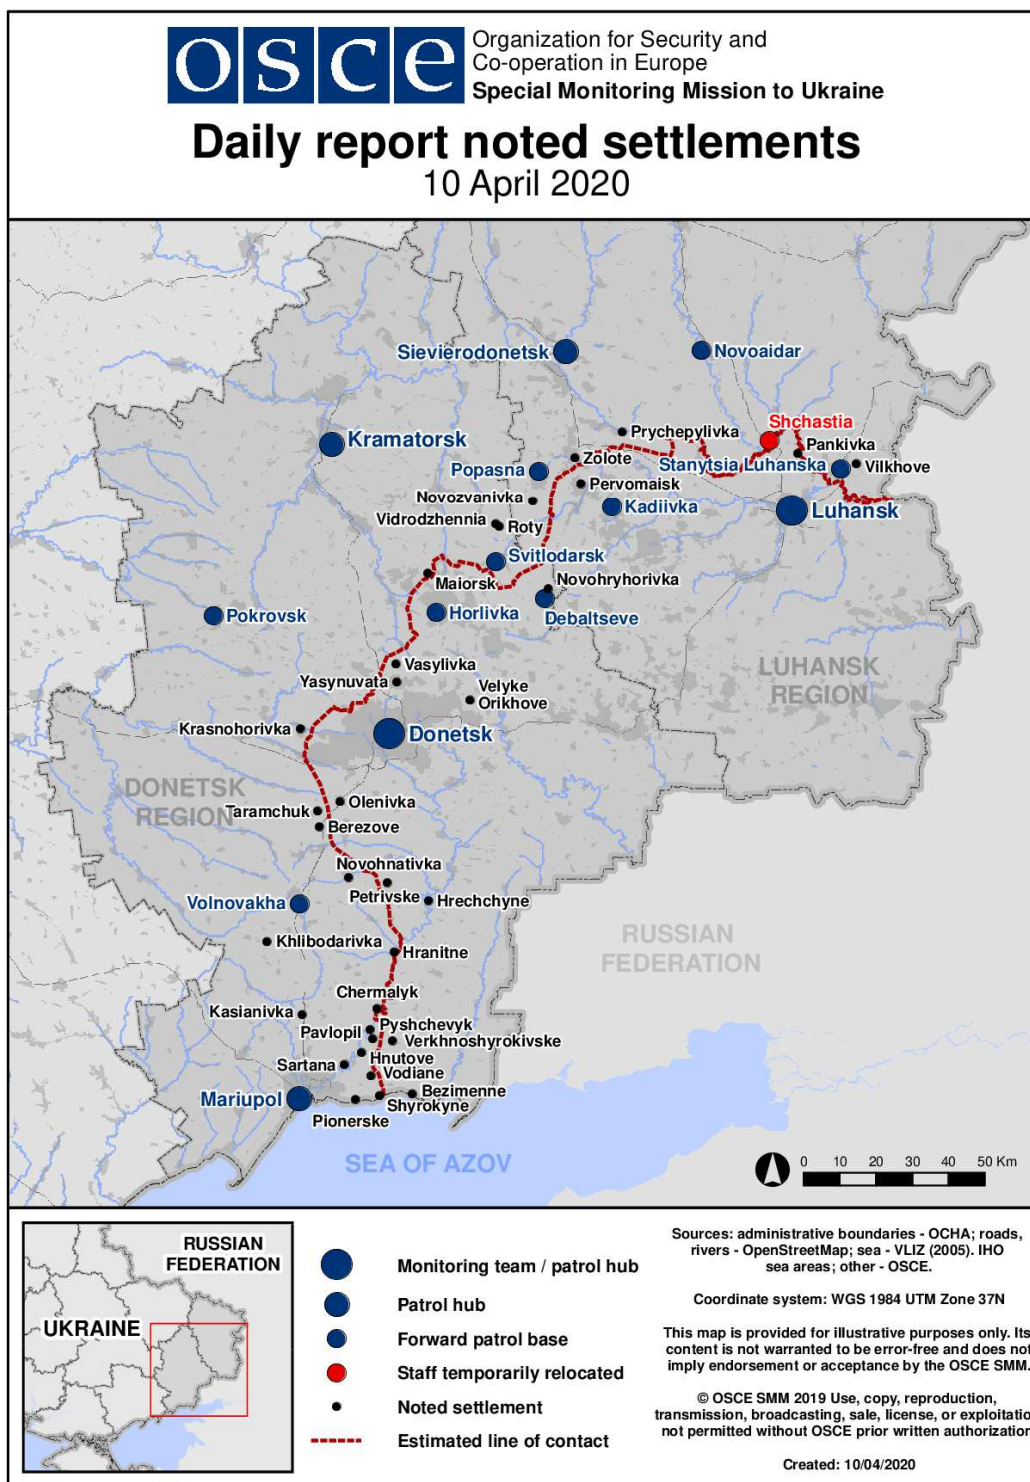 osce
Organization for Security and
Co-operation in Europe
Special Monitoring Mission to Ukraine
Daily report noted settlements
10 April 2020
Sievierodonetsk
Novoaidar
Shchastia
Prychepylivka
Kramatorsk
Pankivka
Zolote
Stanytsia Luhanska
Vilkhove
Popasna
Pervomaisk
Novozvanivka
Kadiivka
Luhansk
Vidrodzhennia
Roty
Svitlodarsk
Maiorsk
Novohryhorivka
Pokrovsk
Horlivka
Debaltseve
Vasylivka
LUHANSK
REGION
Yasynuvata
Velyke
Orikhove
Krasnohorivka
Donetsk
DONETSK
REGION
Olenivka
Taramchuk
Berezove
Novohnativka
Petrivske
Hrechchyne
Volnovakha
RUSSIAN
FEDERATION
Khlibodarivka
Hranitne
Chermalyk
Kasianivka
Pyshchevyk
Pavlopil
Verkhnoshyrokivske
Hnutove
Sartana
Vodiane
Bezimenne
Mariupol
Shyrokyne
Pionerske
SEA OF AZOV
0 10 20 30 40 50 Km
RUSSIAN
FEDERATION
UKRAINE
Monitoring team / patrol hub
Patrol hub
Forward patrol base
Staff temporarily relocated
Noted settlement
Estimated line of contact
Sources: administrative boundaries - OCHA; roads,
rivers - OpenStreetMap; sea - VLIZ (2005). IHO
sea areas; other - OSCE.
Coordinate system: WGS 1984 UTM Zone 37N
This map is provided for illustrative purposes only. Its
content is not warranted to be error-free and does not
imply endorsement or acceptance by the OSCE SMM.
© OSCE SMM 2019 Use, copy, reproduction,
transmission, broadcasting, sale, license, or exploitatio
not permitted without OSCE prior written authorization
Created: 10/04/2020